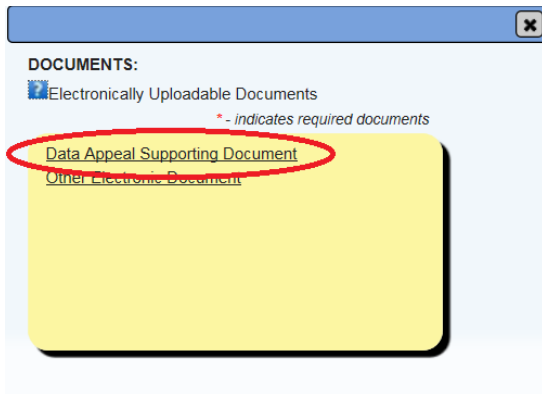 DOCUMENTS:
Electronically Uploadable Documents
* - indicates required documents
Data Appeal Supporting Document
Other Electronic Document